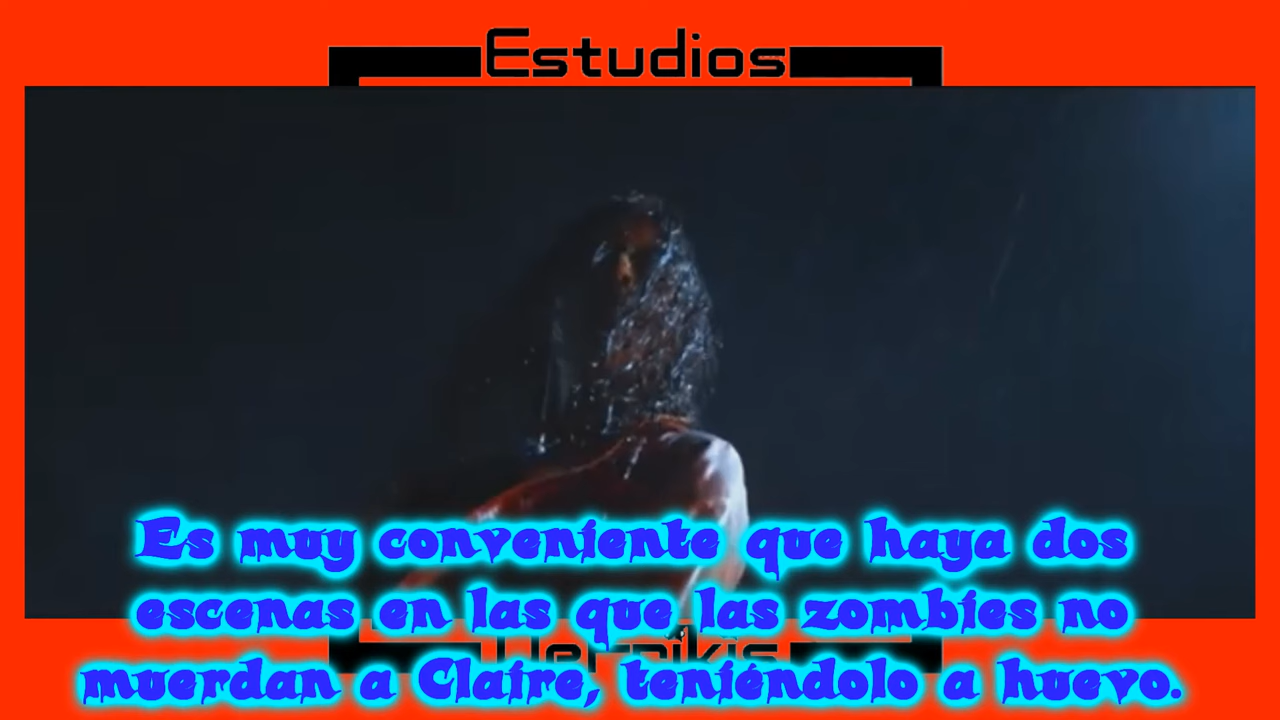 Estudios
Es muy conveniente que haya dos
escenas en las que las zombies no
muerdan a Claire, teniéndolo a huevo.